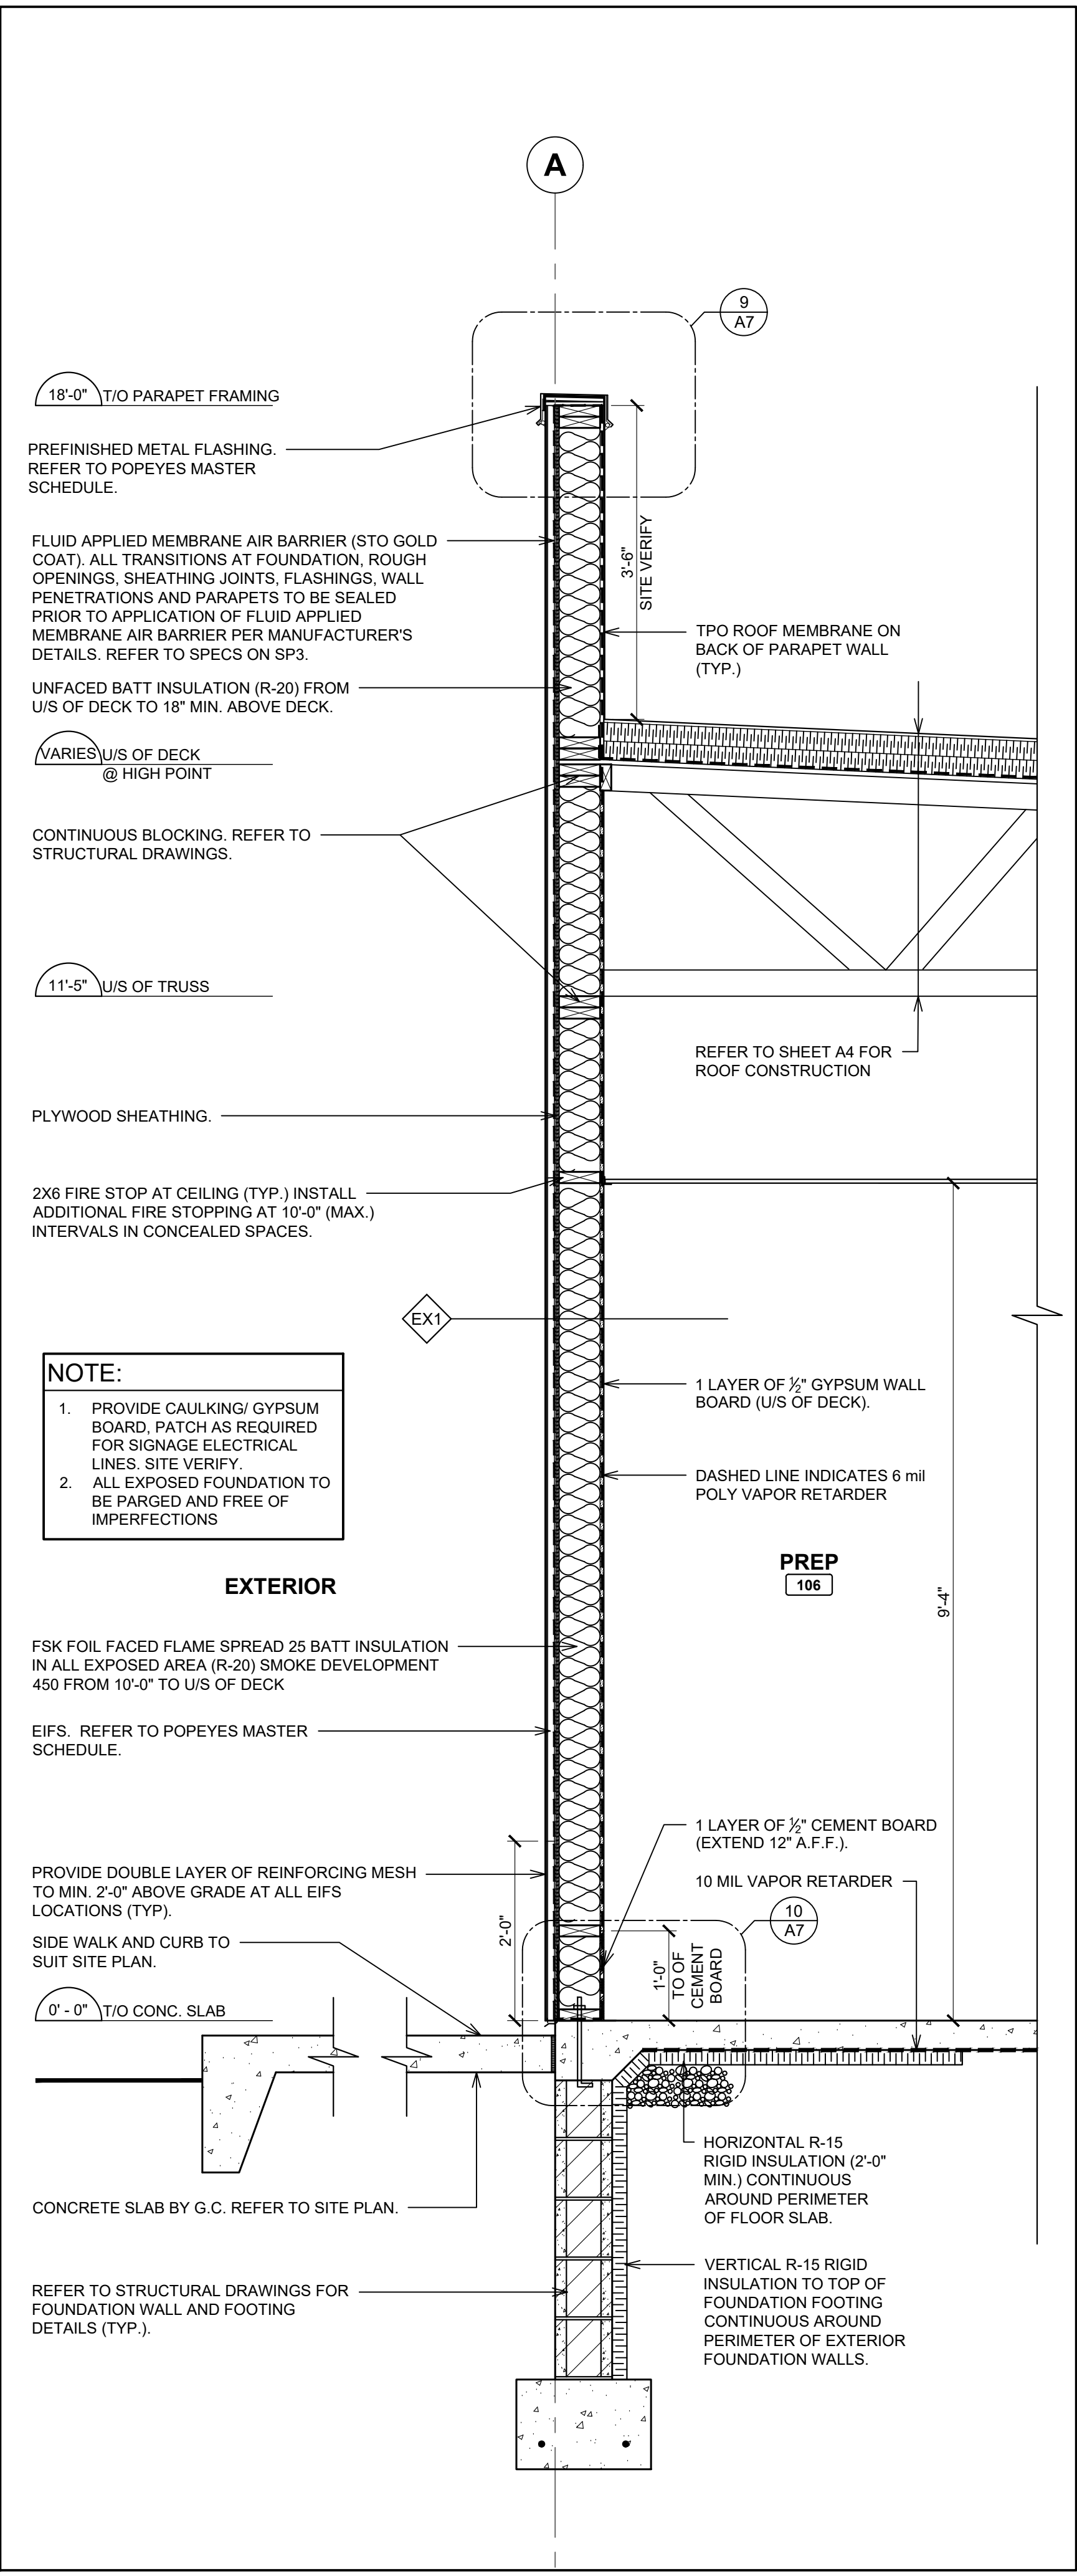 A
9
A7
18'-0" T/O PARAPET FRAMING
PREFINISHED METAL FLASHING.
REFER TO POPEYES MASTER
SCHEDULE.
FLUID APPLIED MEMBRANE AIR BARRIER (STO GOLD
COAT). ALL TRANSITIONS AT FOUNDATION, ROUGH
OPENINGS, SHEATHING JOINTS, FLASHINGS, WALL
PENETRATIONS AND PARAPETS TO BE SEALED
PRIOR TO APPLICATION OF FLUID APPLIED
MEMBRANE AIR BARRIER PER MANUFACTURER'S
DETAILS. REFER TO SPECS ON SP3.
3'-6"
SITE VERIFY
TPO ROOF MEMBRANE ON
BACK OF PARAPET WALL
(TYP.)
UNFACED BATT INSULATION (R-20) FROM
U/S OF DECK TO 18" MIN. ABOVE DECK.
VARIES U/S OF DECK
@ HIGH POINT
CONTINUOUS BLOCKING. REFER TO
STRUCTURAL DRAWINGS.
11'-5" U/S OF TRUSS
REFER TO SHEET A4 FOR
ROOF CONSTRUCTION
PLYWOOD SHEATHING.
2X6 FIRE STOP AT CEILING (TYP.) INSTALL
ADDITIONAL FIRE STOPPING AT 10'-0" (MAX.)
INTERVALS IN CONCEALED SPACES.
EX1
NOTE:
1. PROVIDE CAULKING/ GYPSUM
BOARD, PATCH AS REQUIRED
FOR SIGNAGE ELECTRICAL
LINES. SITE VERIFY.
2. ALL EXPOSED FOUNDATION TO
BE PARGED AND FREE OF
IMPERFECTIONS
1 LAYER OF ½" GYPSUM WALL
BOARD (U/S OF DECK).
DASHED LINE INDICATES 6 mil
POLY VAPOR RETARDER
PREP
106
9'-4"
EXTERIOR
FSK FOIL FACED FLAME SPREAD 25 BATT INSULATION
IN ALL EXPOSED AREA (R-20) SMOKE DEVELOPMENT
450 FROM 10'-0" TO U/S OF DECK
EIFS. REFER TO POPEYES MASTER
SCHEDULE.
1 LAYER OF ½" CEMENT BOARD
(EXTEND 12" A.F.F.).
PROVIDE DOUBLE LAYER OF REINFORCING MESH
TO MIN. 2'-0" ABOVE GRADE AT ALL EIFS
LOCATIONS (TYP).
10 MIL VAPOR RETARDER
10
A7
2'-0"
1'-0"
TO OF
CEMENT
BOARD
SIDE WALK AND CURB TO
SUIT SITE PLAN.
0' - 0" T/O CONC. SLAB
HORIZONTAL R-15
RIGID INSULATION (2'-0"
MIN.) CONTINUOUS
AROUND PERIMETER
OF FLOOR SLAB.
CONCRETE SLAB BY G.C. REFER TO SITE PLAN.
VERTICAL R-15 RIGID
INSULATION TO TOP OF
FOUNDATION FOOTING
CONTINUOUS AROUND
PERIMETER OF EXTERIOR
FOUNDATION WALLS.
REFER TO STRUCTURAL DRAWINGS FOR
FOUNDATION WALL AND FOOTING
DETAILS (TYP.).